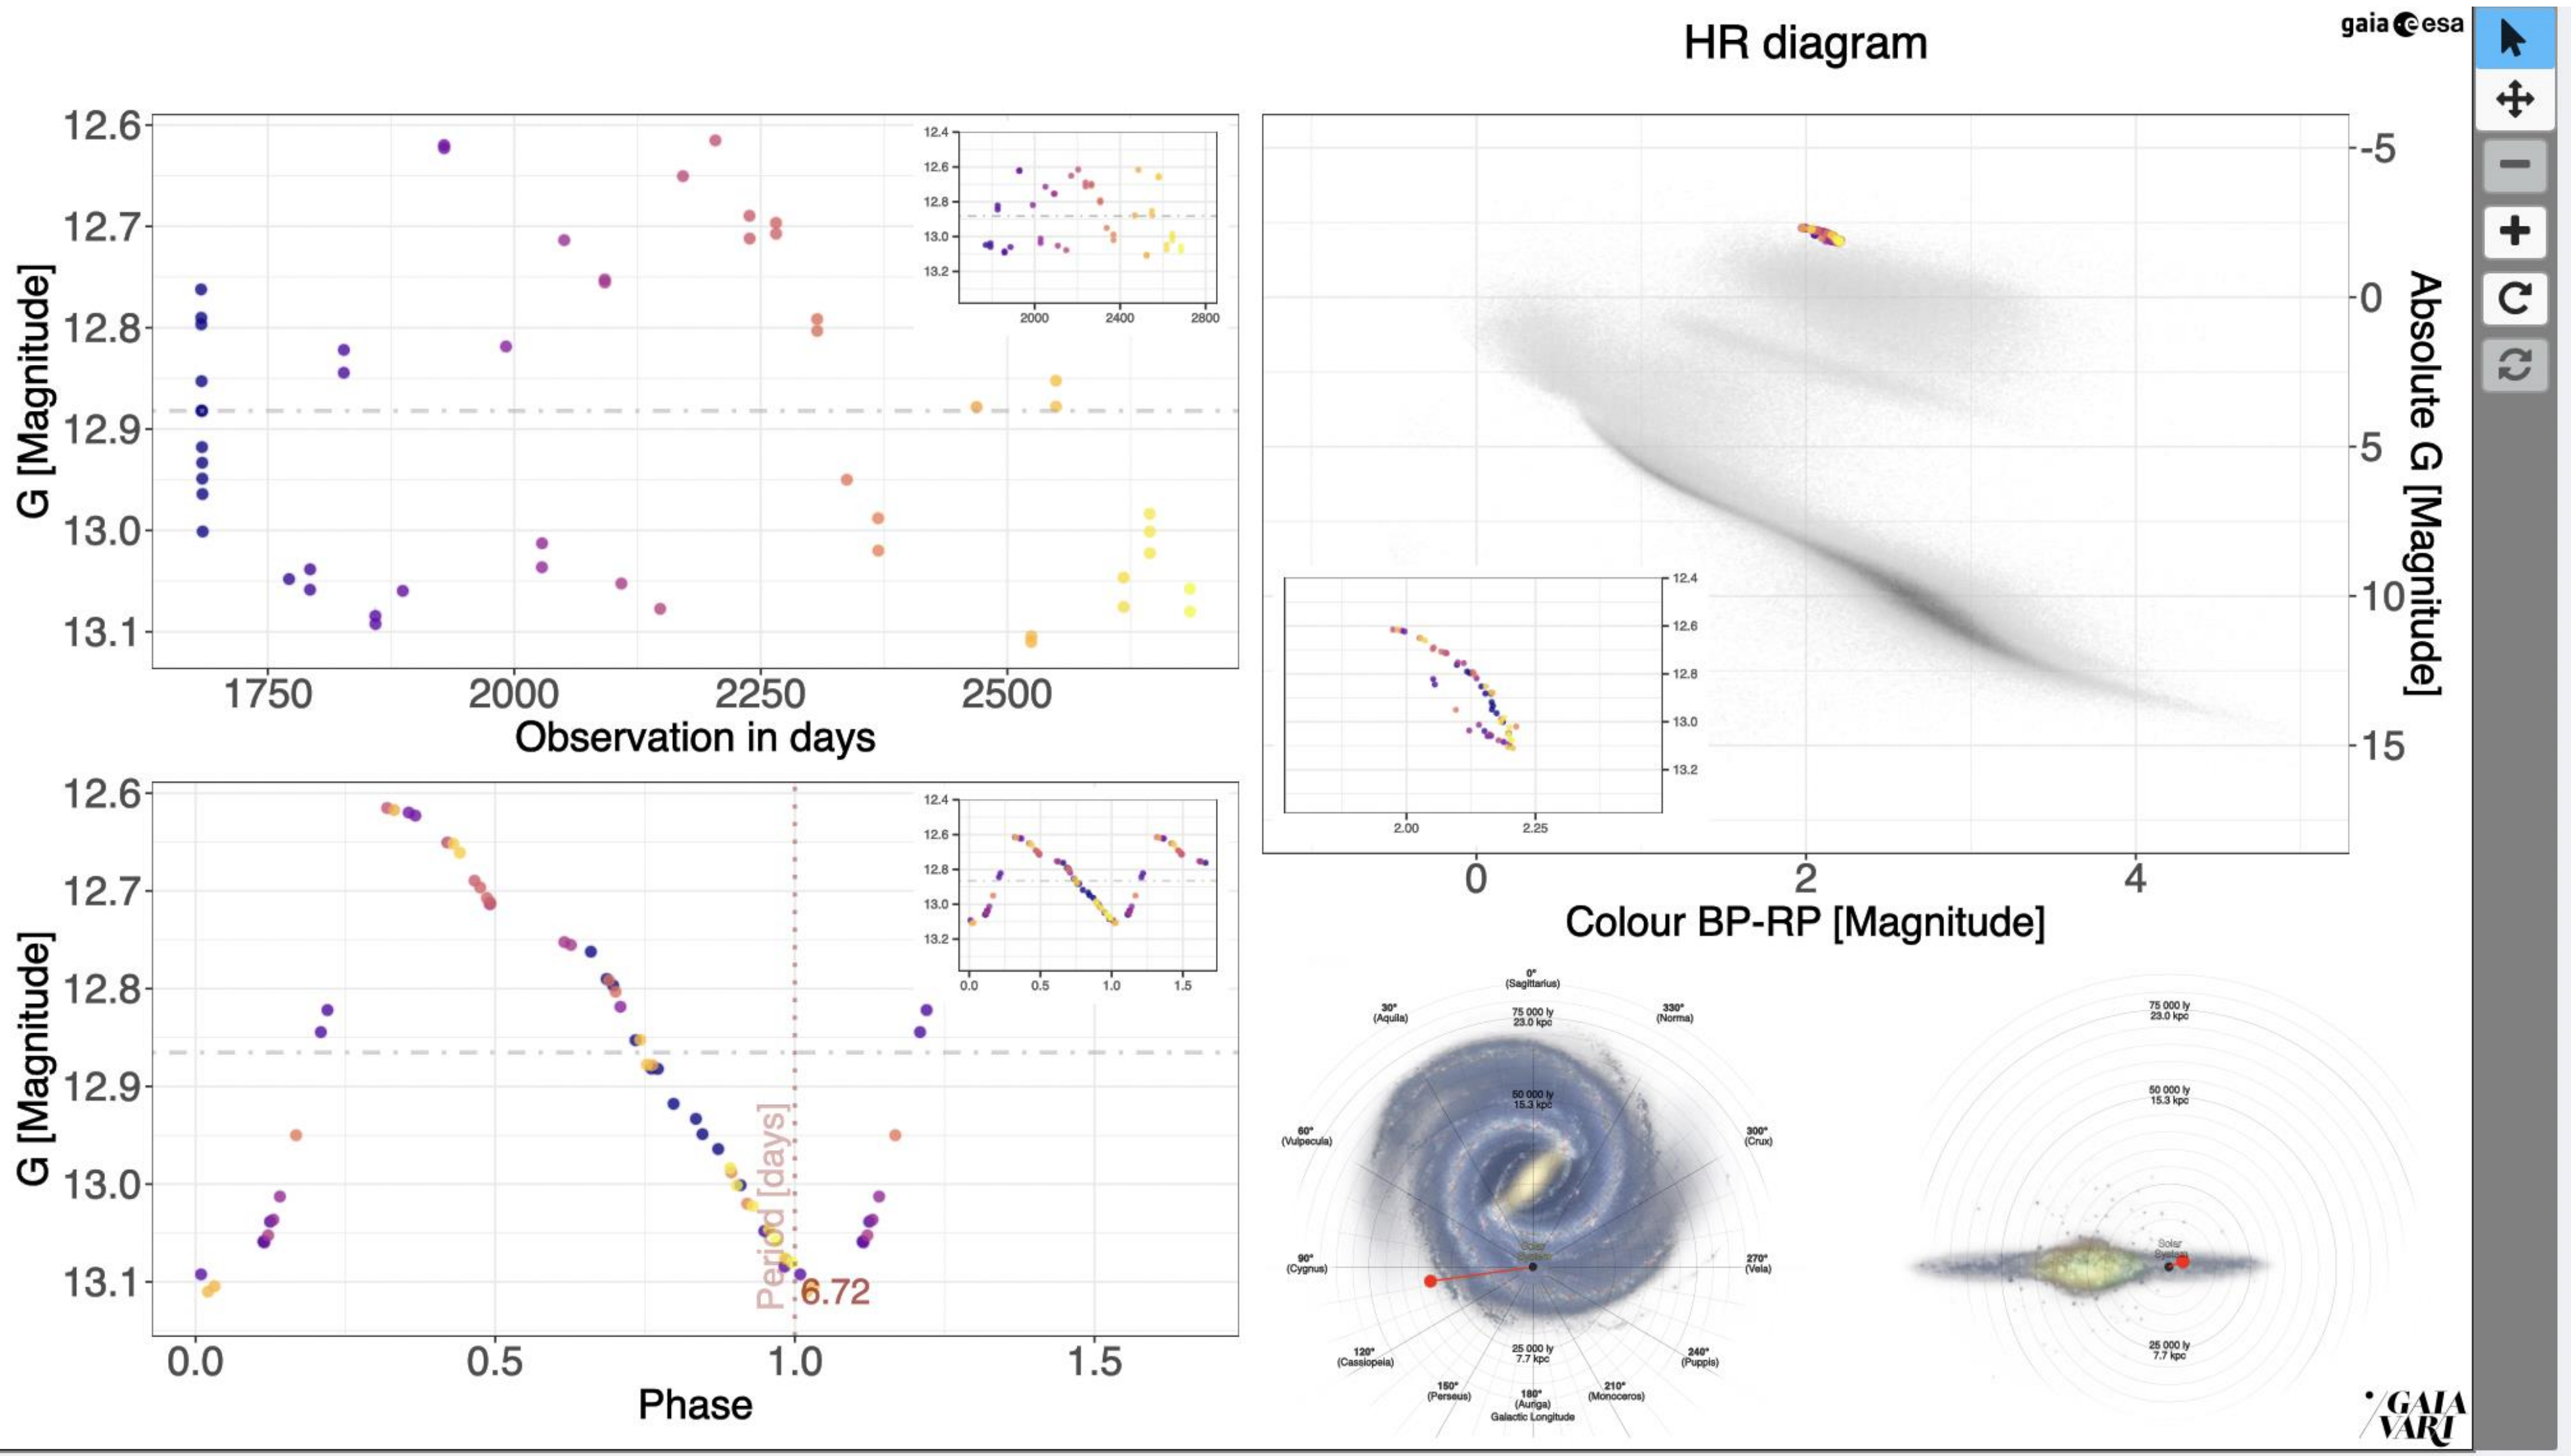 HR diagram
gaia esa
12.6
12.7
12.8
12.9
13.0
13.1
G [Magnitude]
1750 2000 2250 2500
Observation in days
12.4
12.6
12.8
13.0
13.2
2000 2400 2800
-5
0
5
10
15
Absolute G [Magnitude]
12.4
12.6
12.8
13.0
13.2
2.00 2.25
0 2 4
Colour BP-RP [Magnitude]
12.6
12.7
12.8
12.9
13.0
13.1
G [Magnitude]
0.0 0.5 1.0 1.5
Phase
Period [days]
6.72
12.4
12.6
12.8
13.0
13.2
0.0 0.5 1.0 1.5
0°
(Sagittarius)
30°
(Aquila)
330°
(Norma)
75 000 ly
23.0 kpc
50 000 ly
15.3 kpc
60°
(Vulpecula)
300°
(Crux)
Solar
System
90°
(Cygnus)
270°
(Vela)
25 000 ly
7.7 kpc
120°
(Cassiopeia)
240°
(Puppis)
150°
(Perseus)
180°
(Auriga)
210°
(Monoceros)
Galactic Longitude
75 000 ly
23.0 kpc
50 000 ly
15.3 kpc
Solar
System
25 000 ly
7.7 kpc
GAIA
VARI